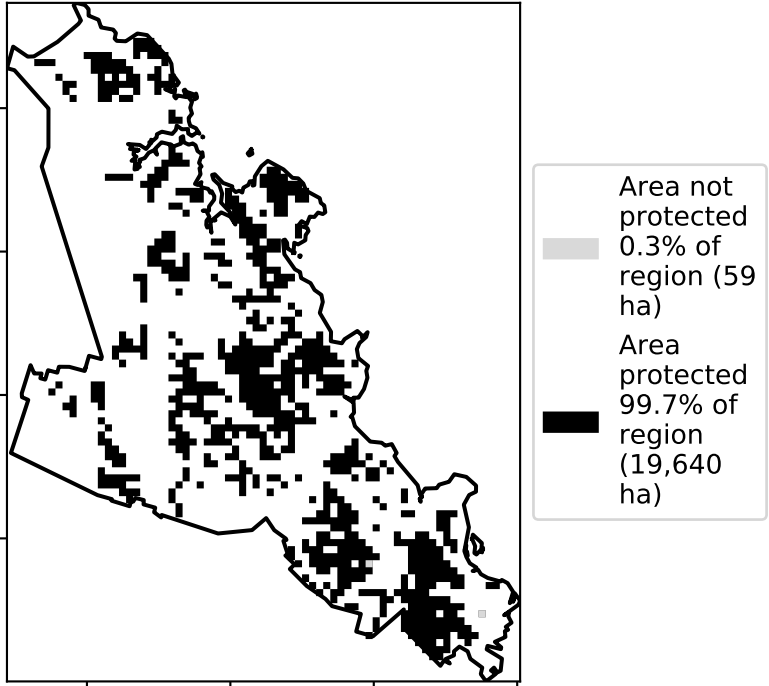 Area not
protected
0.3% of
region (59
ha)
Area
protected
99.7% of
region
(19,640
ha)